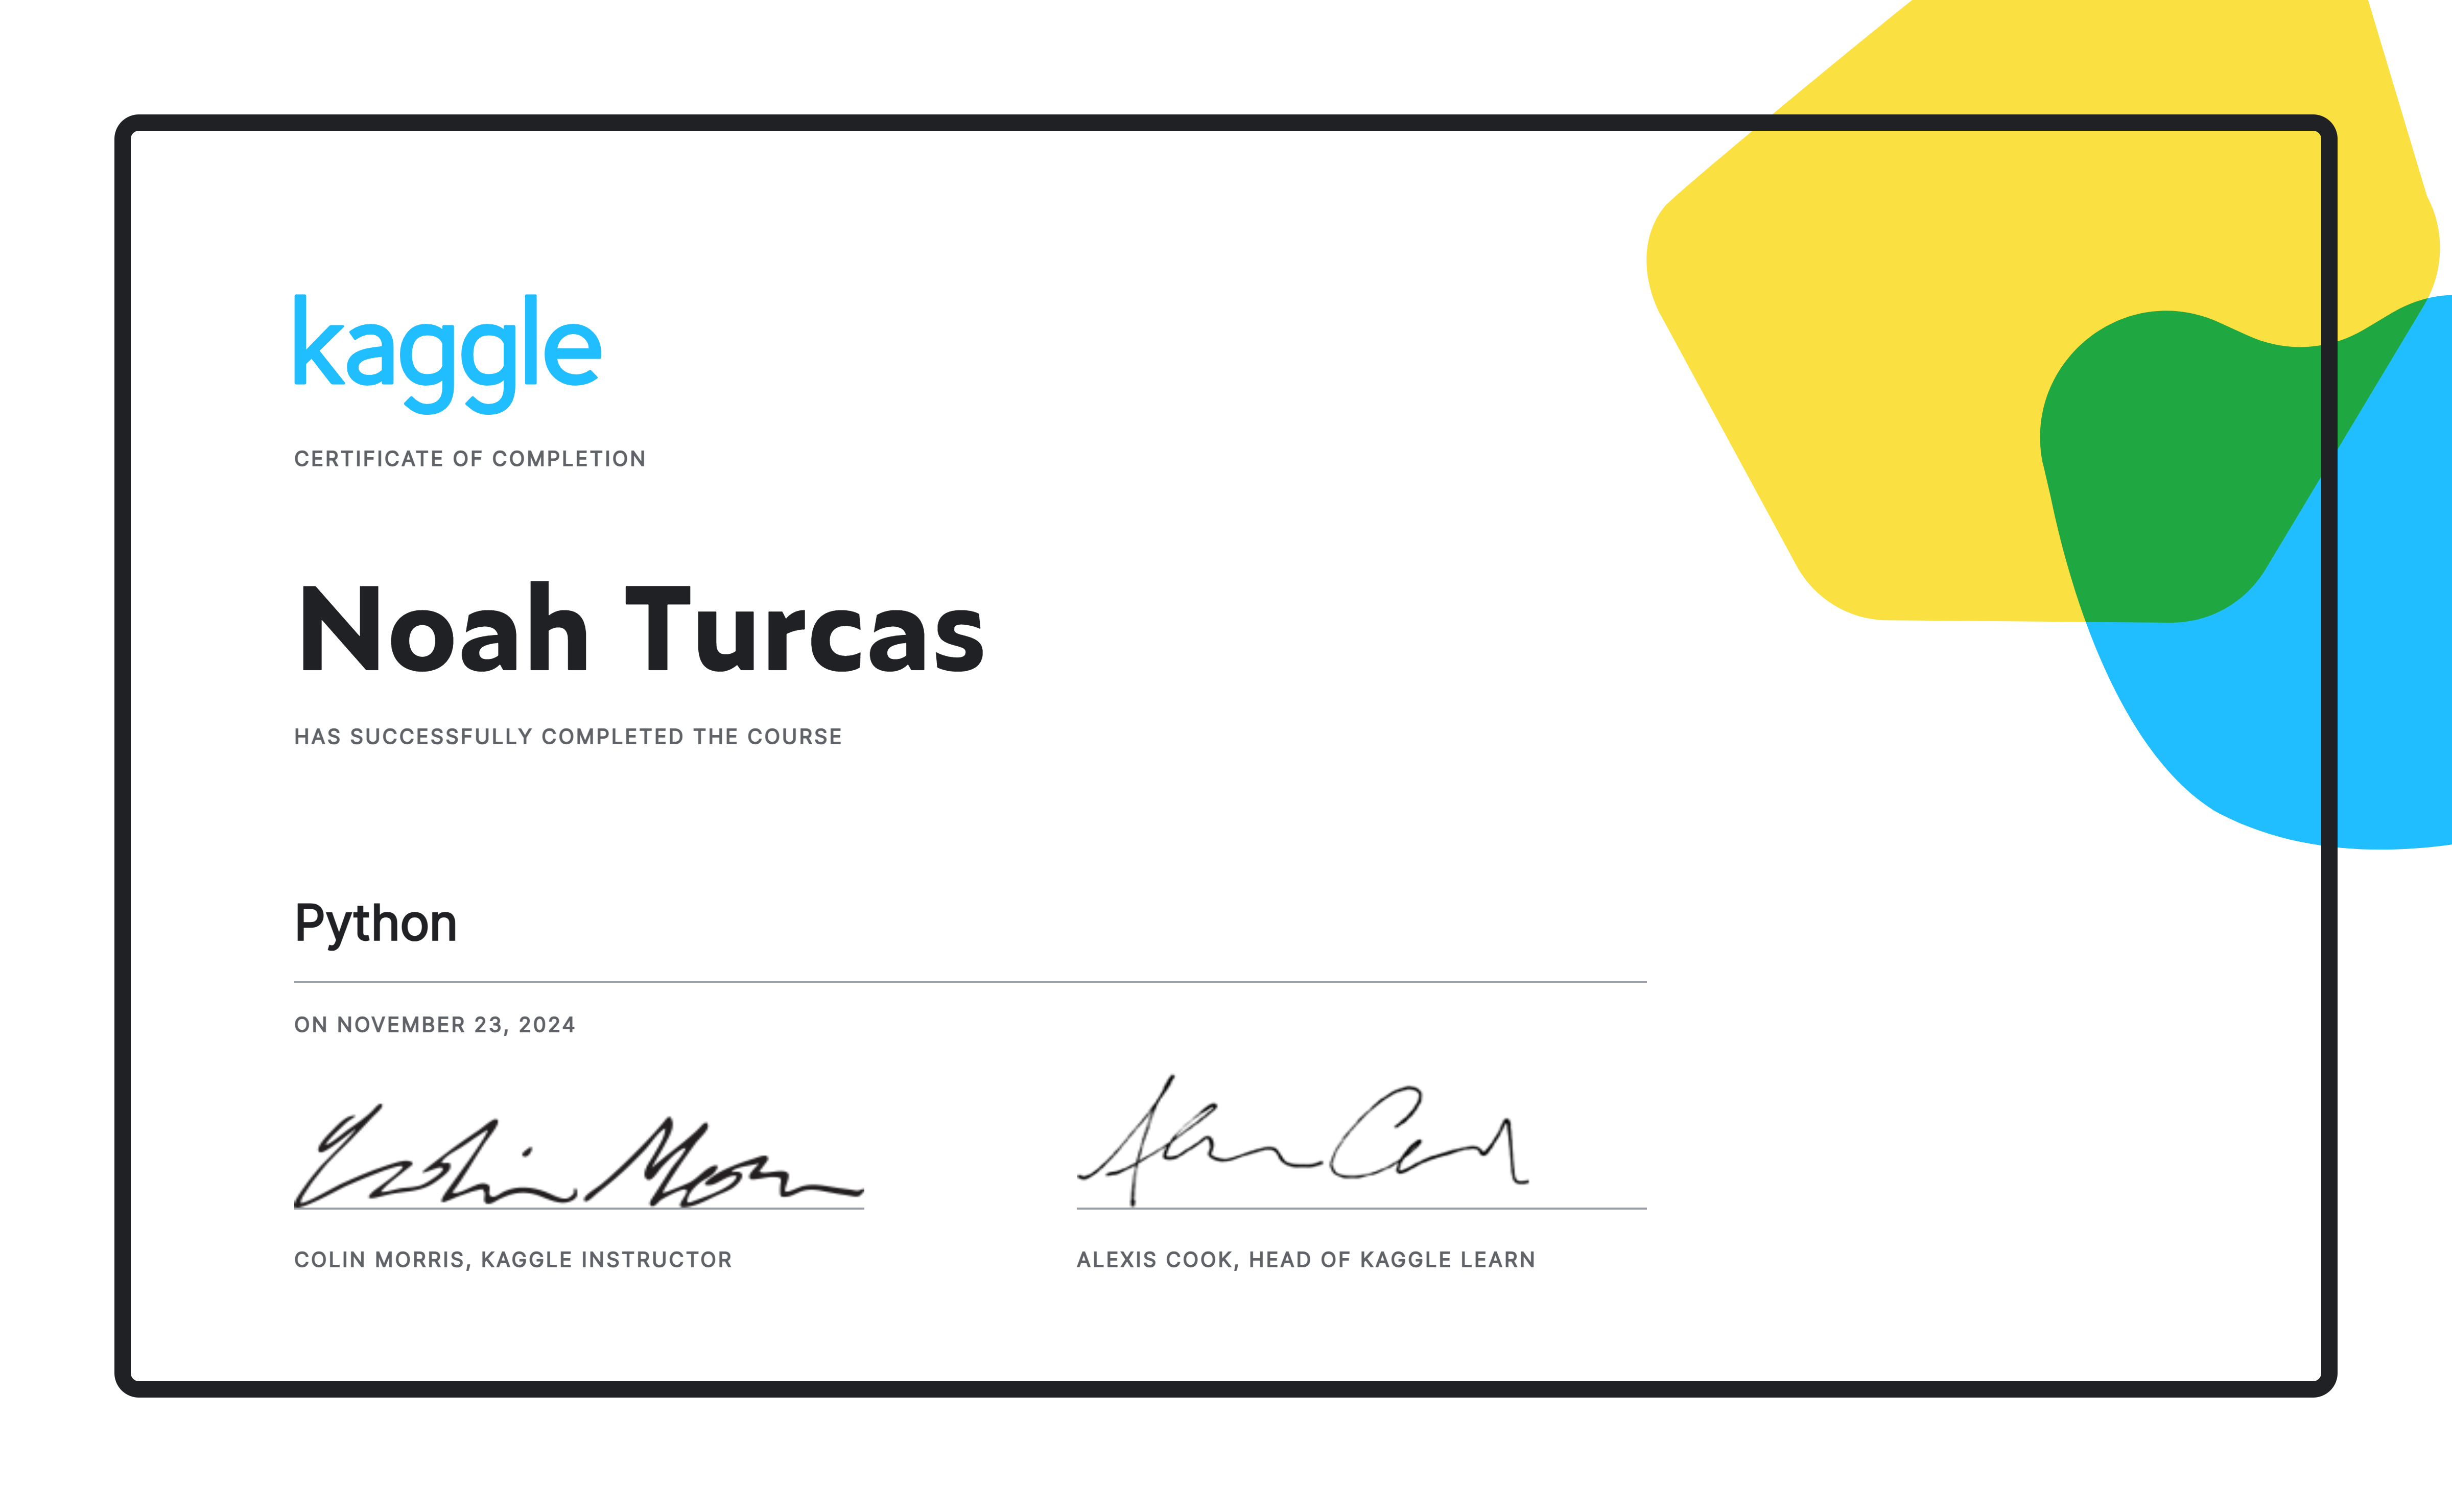 kaggle
CERTIFICATE OF COMPLETION
Noah Turcas
HAS SUCCESSFULLY COMPLETED THE COURSE
Python
ON NOVEMBER 23, 2024
COLIN MORRIS, KAGGLE INSTRUCTOR
ALEXIS COOK, HEAD OF KAGGLE LEARN